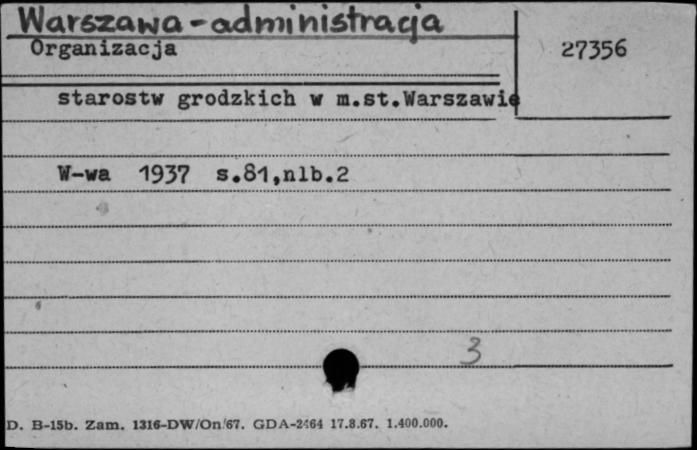 Warszawa-administracja
Organizacja
27356
starostw grodzkich w m.st.Warszawie
W-wa 1937 s.81,nlb.2
3
D. B-15b. Zam. 1316-DW/On/67. GDA-2464 17.8.67. 1.400.000.